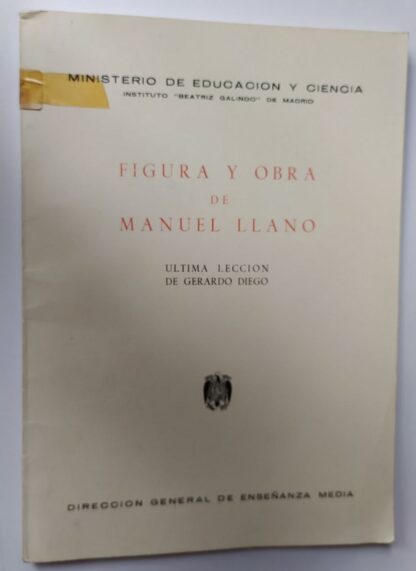 MINISTERIO DE EDUCACION Y CIENCIA
INSTITUTO "BEATRIZ GALINDO" DE MADRID
FIGURA Y OBRA
DE
MANUEL LLANO
ULTIMA LECCION
DE GERARDO DIEGO
DIRECCION GENERAL DE ENSEÑANZA MEDIA